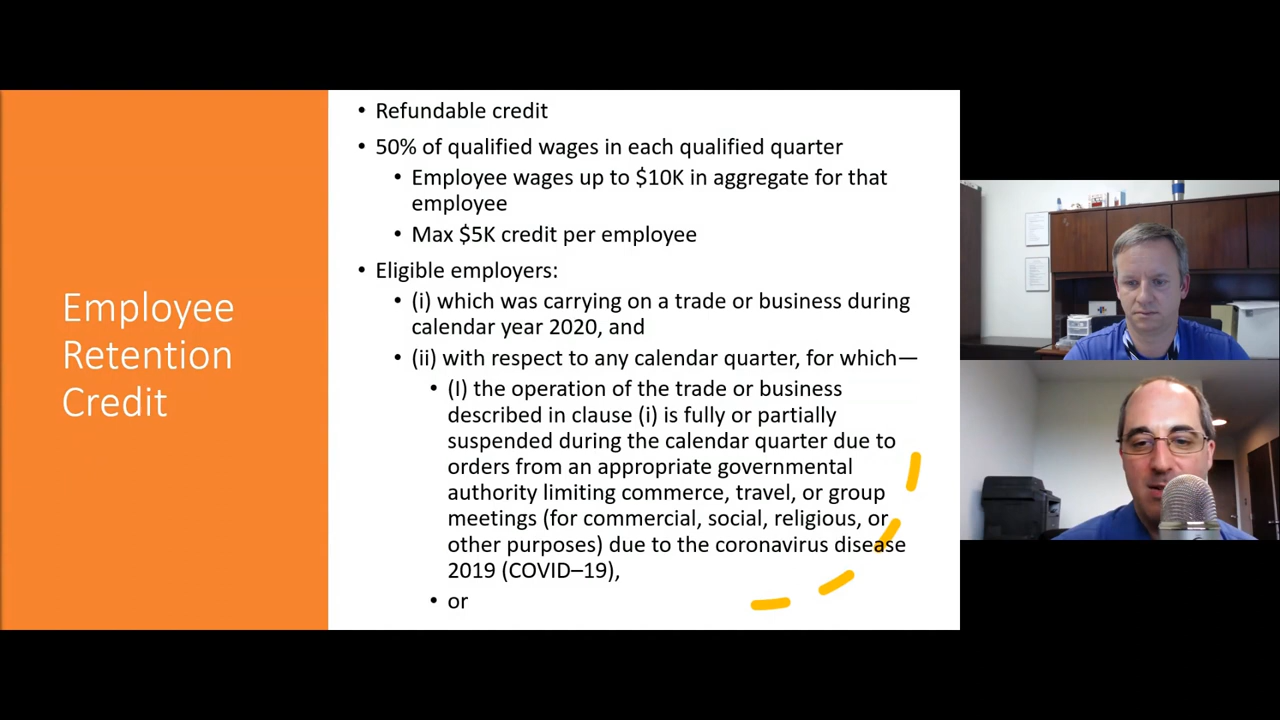 Employee
Retention
Credit
• Refundable credit
• 50% of qualified wages in each qualified quarter
• Employee wages up to $10K in aggregate for that
employee
• Max $5K credit per employee
• Eligible employers:
• (i) which was carrying on a trade or business during
calendar year 2020, and
• (ii) with respect to any calendar quarter, for which—
• (I) the operation of the trade or business
described in clause (i) is fully or partially
suspended during the calendar quarter due to
orders from an appropriate governmental
authority limiting commerce, travel, or group
meetings (for commercial, social, religious, or
other purposes) due to the coronavirus disease
2019 (COVID–19),
• or